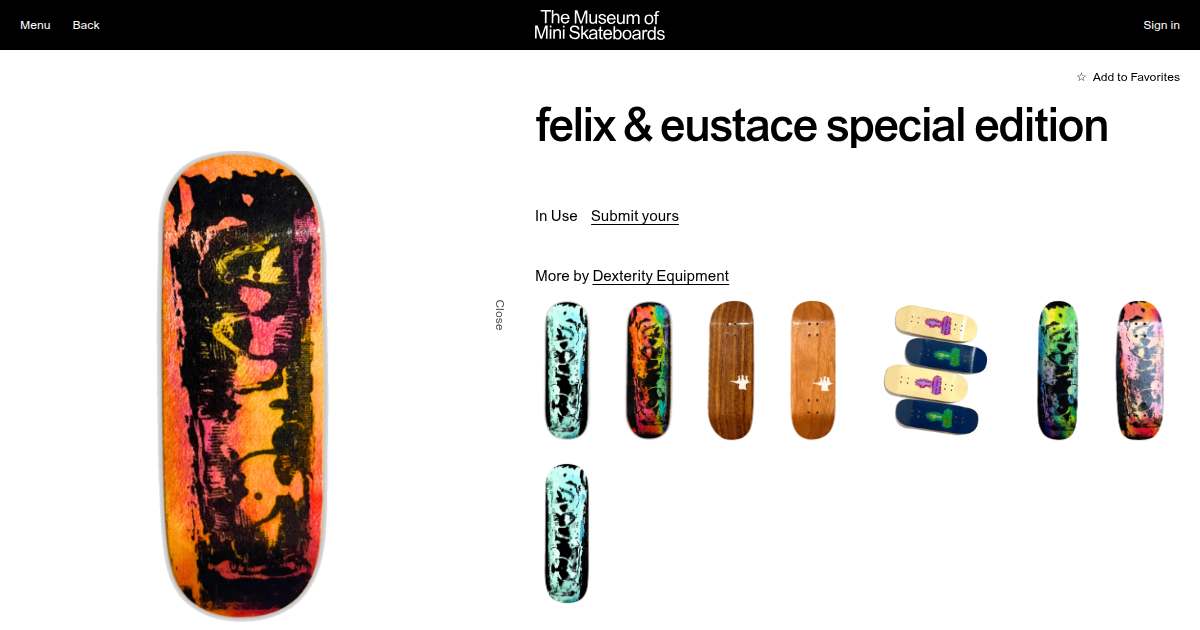 Menu
Back
The Museum of
Mini Skateboards
Sign in
☆ Add to Favorites
felix & eustace special edition
In Use Submit yours
More by Dexterity Equipment
Close